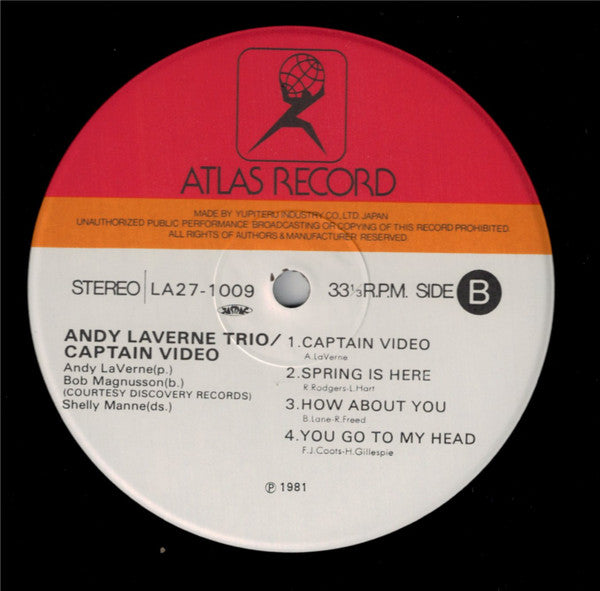 ATLAS RECORD
MADE BY YUPITERU INDUSTRY CO., LTD. JAPAN
UNAUTHORIZED PUBLIC PERFORMANCE BROADCASTING OR COPYING OF THIS RECORD PROHIBITED
ALL RIGHTS OF AUTHORS & MANUFACTURER RESERVED.
STEREO LA27-1009 33⅓R.P.M. SIDE B
JASRAC
ANDY LAVERNE TRIO/
CAPTAIN VIDEO
Andy LaVerne(p.)
Bob Magnusson(b.)
(COURTESY DISCOVERY RECORDS)
Shelly Manne(ds.)
1.CAPTAIN VIDEO
A.LaVerne
2.SPRING IS HERE
R.Rodgers-L.Hart
3.HOW ABOUT YOU
B.Lane-R.Freed
4.YOU GO TO MY HEAD
F.J.Coots-H.Gillespie
℗ 1981